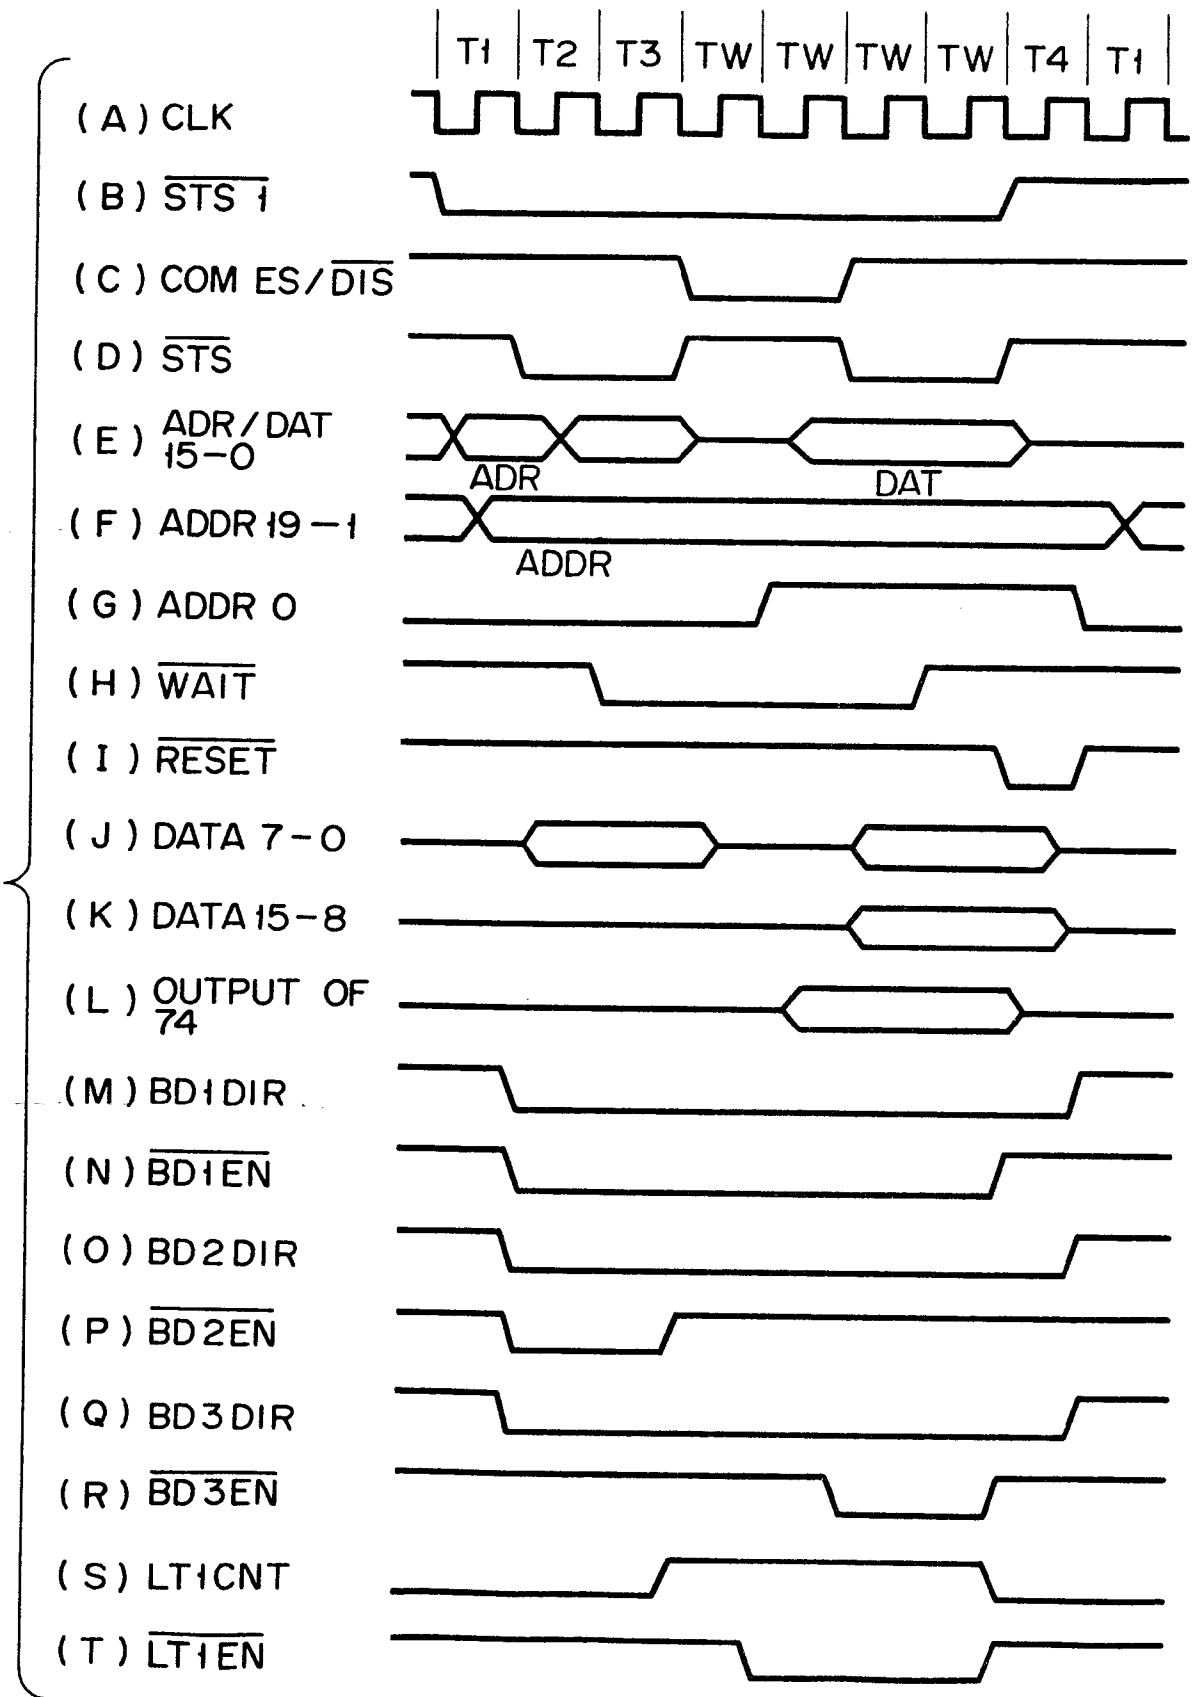 T1 T2 T3 TW TW TW TW T4 T1
(A) CLK
(B) STS 1
(C) COM ES/DIS
(D) STS
(E) ADR/DAT
15-0
ADR
DAT
(F) ADDR 19-1
ADDR
(G) ADDR 0
(H) WAIT
(I) RESET
(J) DATA 7-0
(K) DATA 15-8
(L) OUTPUT OF
74
(M) BD1DIR
(N) BD1EN
(O) BD2DIR
(P) BD2EN
(Q) BD3DIR
(R) BD3EN
(S) LT1CNT
(T) LT1EN